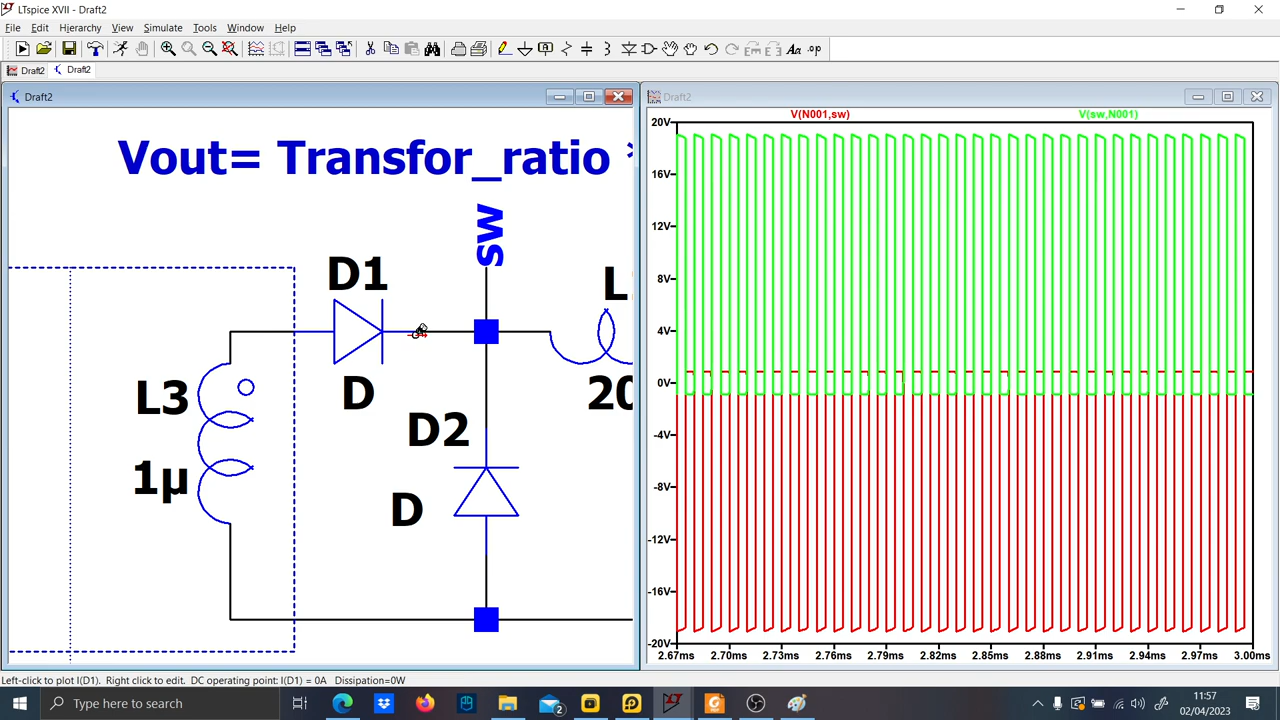 LTspice XVII - Draft2
File Edit Hierarchy View Simulate Tools Window Help
Draft2 Draft2
Draft2
Vout= Transfor_ratio *
sw
D1
L3
D
20
D2
1µ
D
Draft2
V(N001,sw) V(sw,N001)
20V
16V
12V
8V
4V
0V
-4V
-8V
-12V
-16V
-20V
2.67ms 2.70ms 2.73ms 2.76ms 2.79ms 2.82ms 2.85ms 2.88ms 2.91ms 2.94ms 2.97ms 3.00ms
Left-click to plot I(D1). Right click to edit. DC operating point: I(D1) = 0A Dissipation=0W
Type here to search
2
11:57
02/04/2023